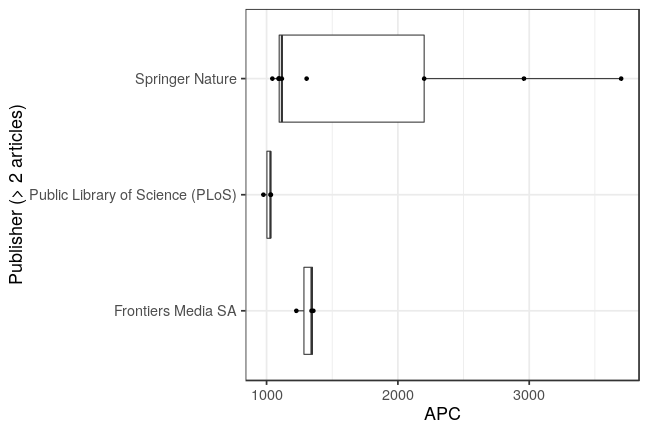 Publisher (> 2 articles)
Springer Nature
Public Library of Science (PLoS)
Frontiers Media SA
1000
2000
3000
APC